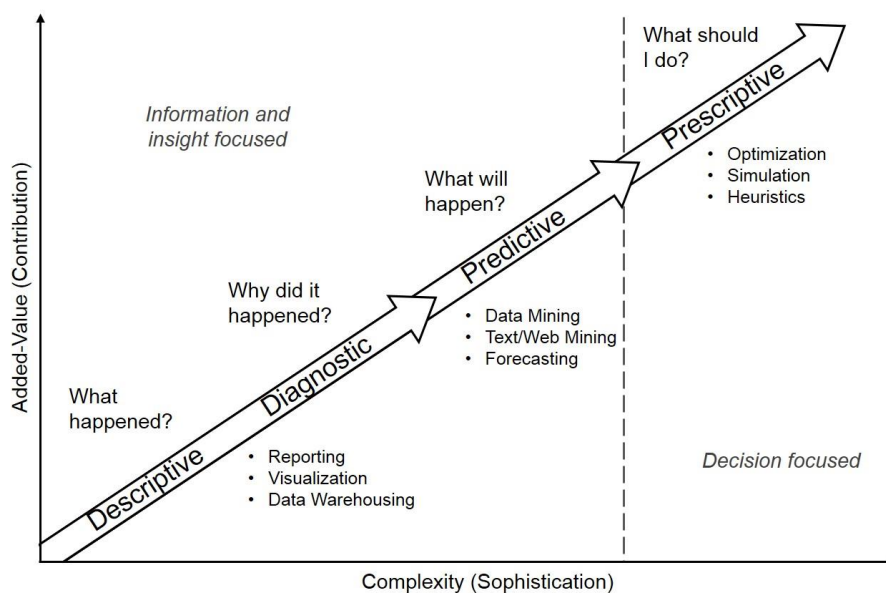 What should
I do?
Prescriptive
• Optimization
• Simulation
• Heuristics
Information and
insight focused
What will
happen?
Predictive
• Data Mining
• Text/Web Mining
• Forecasting
Why did it
happened?
Diagnostic
What
happened?
Descriptive
• Reporting
• Visualization
• Data Warehousing
Decision focused
Added-Value (Contribution)
Complexity (Sophistication)